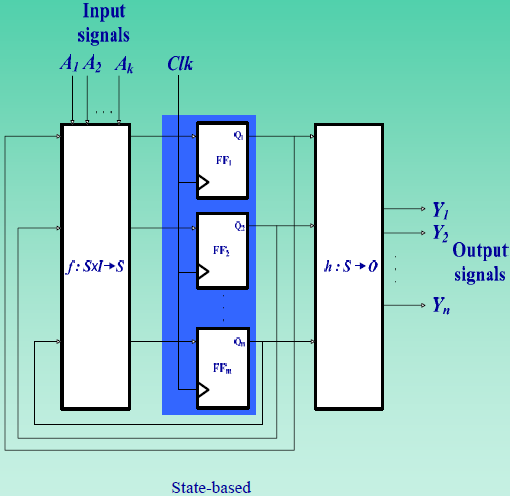 Input
signals
A1 A2 Ak Clk
. . .
Q1
FF1
Q2
FF2
Qm
FFm
f : SxI→S
h : S→O
Y1
Y2
Output
signals
Yn
State-based